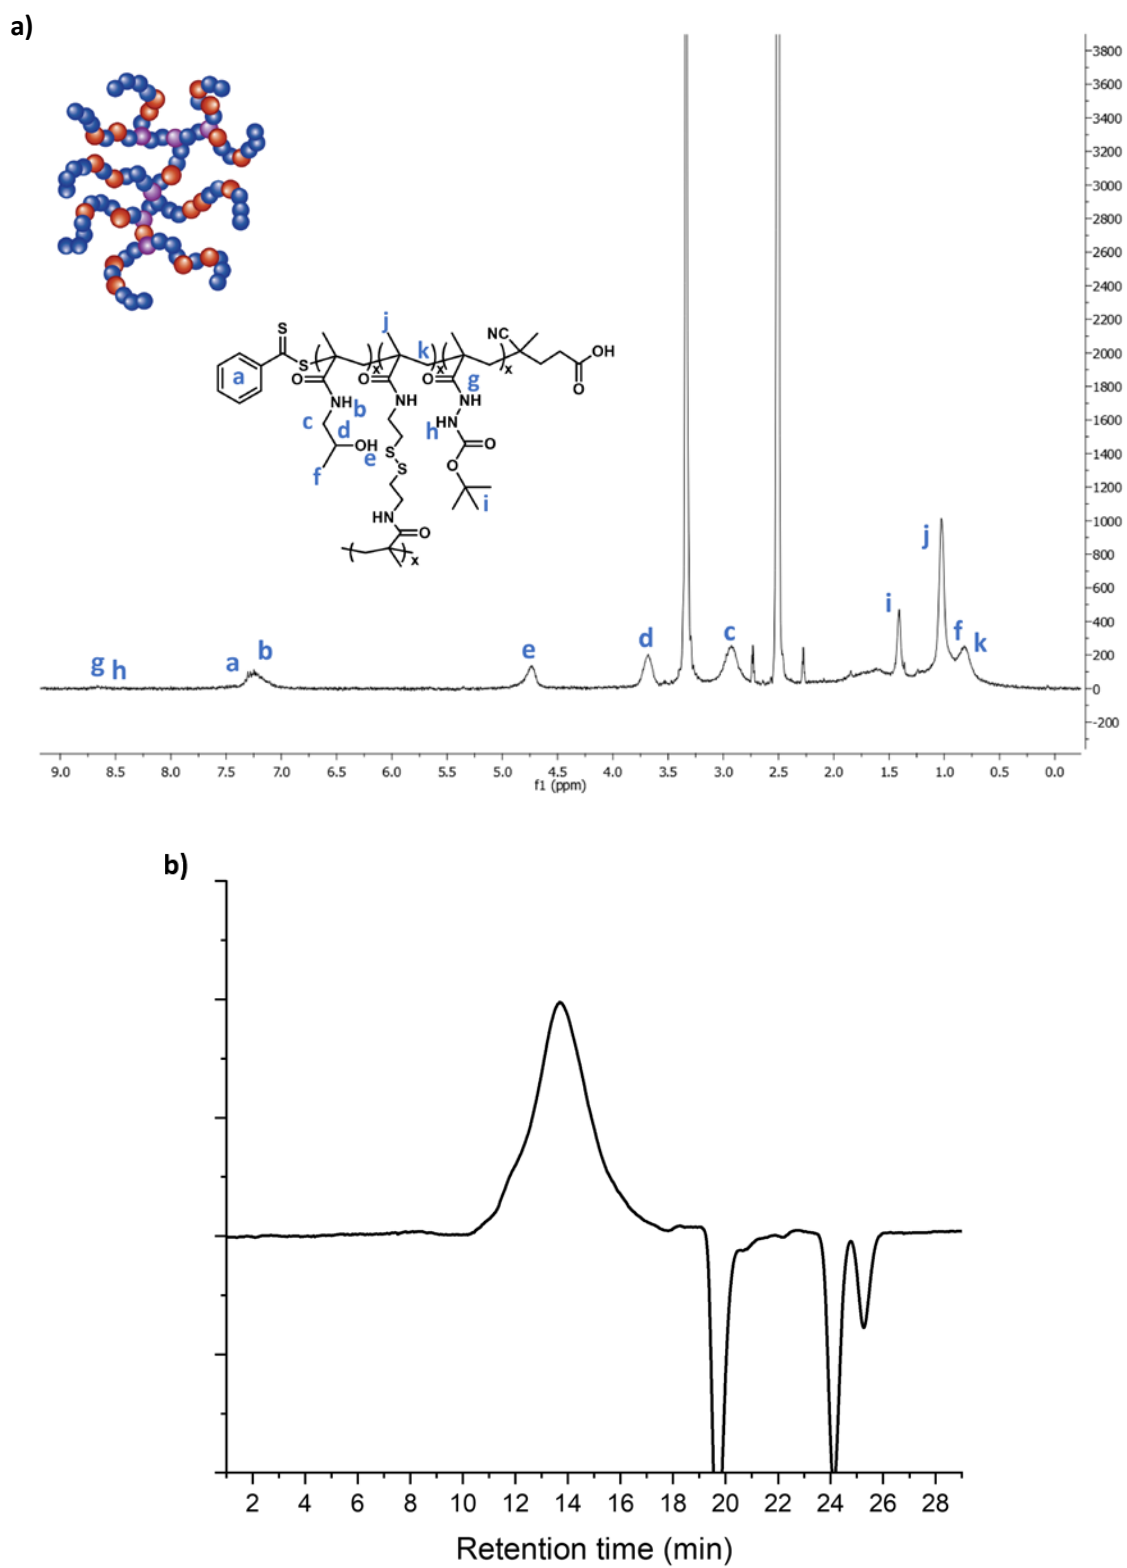 a)
3800
3600
3400
3200
3000
2800
2600
2400
2200
2000
1800
1600
1400
1200
1000
800
600
400
200
0
-200
S
S
a
O
NH
b
c
d
OH
f
j
x
O
NH
e
S
S
HN
O
x
k
x
O
g
NH
h
HN
O
O
i
x
NC
OH
O
g
h
a
b
e
d
c
i
j
f
k
9.0 8.5 8.0 7.5 7.0 6.5 6.0 5.5 5.0 4.5 4.0 3.5 3.0 2.5 2.0 1.5 1.0 0.5 0.0
f1 (ppm)
b)
2 4 6 8 10 12 14 16 18 20 22 24 26 28
Retention time (min)